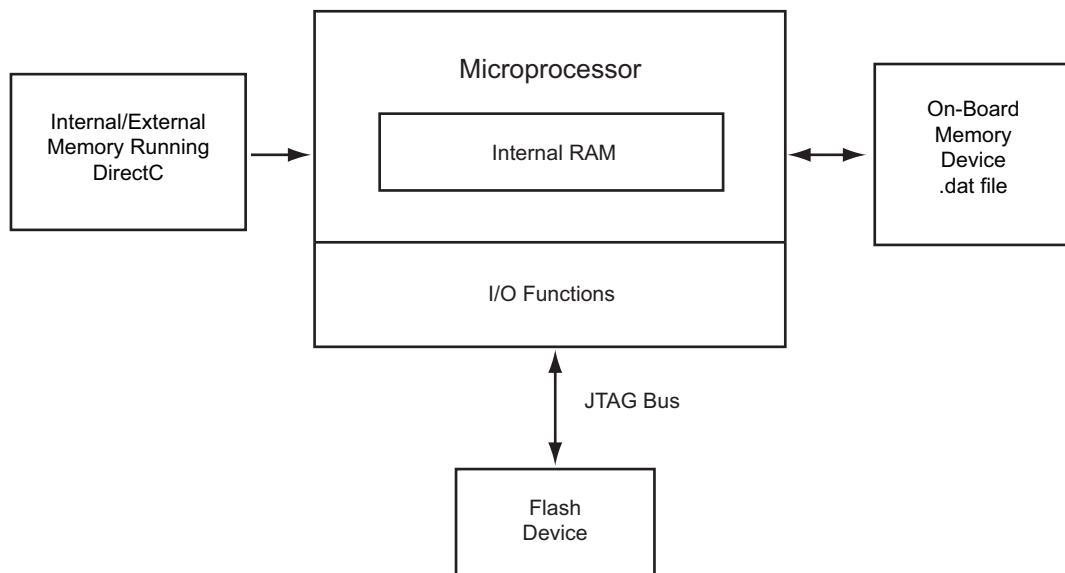 Microprocessor
Internal RAM
I/O Functions
Internal/External
Memory Running
DirectC
On-Board
Memory
Device
.dat file
JTAG Bus
Flash
Device